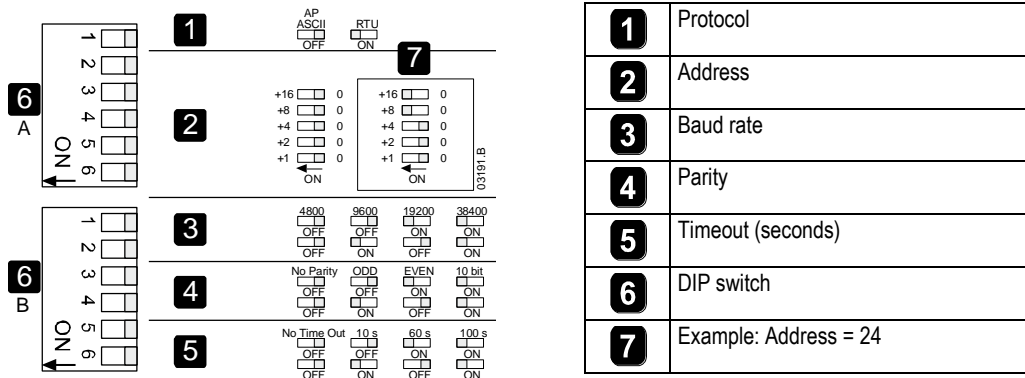 AP
ASCII RTU
OFF ON
1
1
2
3
4
5
6
ON
6
A
7
2
+16 0 +16 0
+8 0 +8 0
+4 0 +4 0
+2 0 +2 0
+1 0 +1 0
ON ON
03191.B
1
2
3
4
5
6
ON
6
B
3
4800 9600 19200 38400
OFF OFF ON ON
OFF ON OFF ON
4
No Parity ODD EVEN 10 bit
OFF OFF ON ON
OFF ON OFF ON
5
No Time Out 10 s 60 s 100 s
OFF OFF ON ON
OFF ON OFF ON
1 Protocol
2 Address
3 Baud rate
4 Parity
5 Timeout (seconds)
6 DIP switch
7 Example: Address = 24